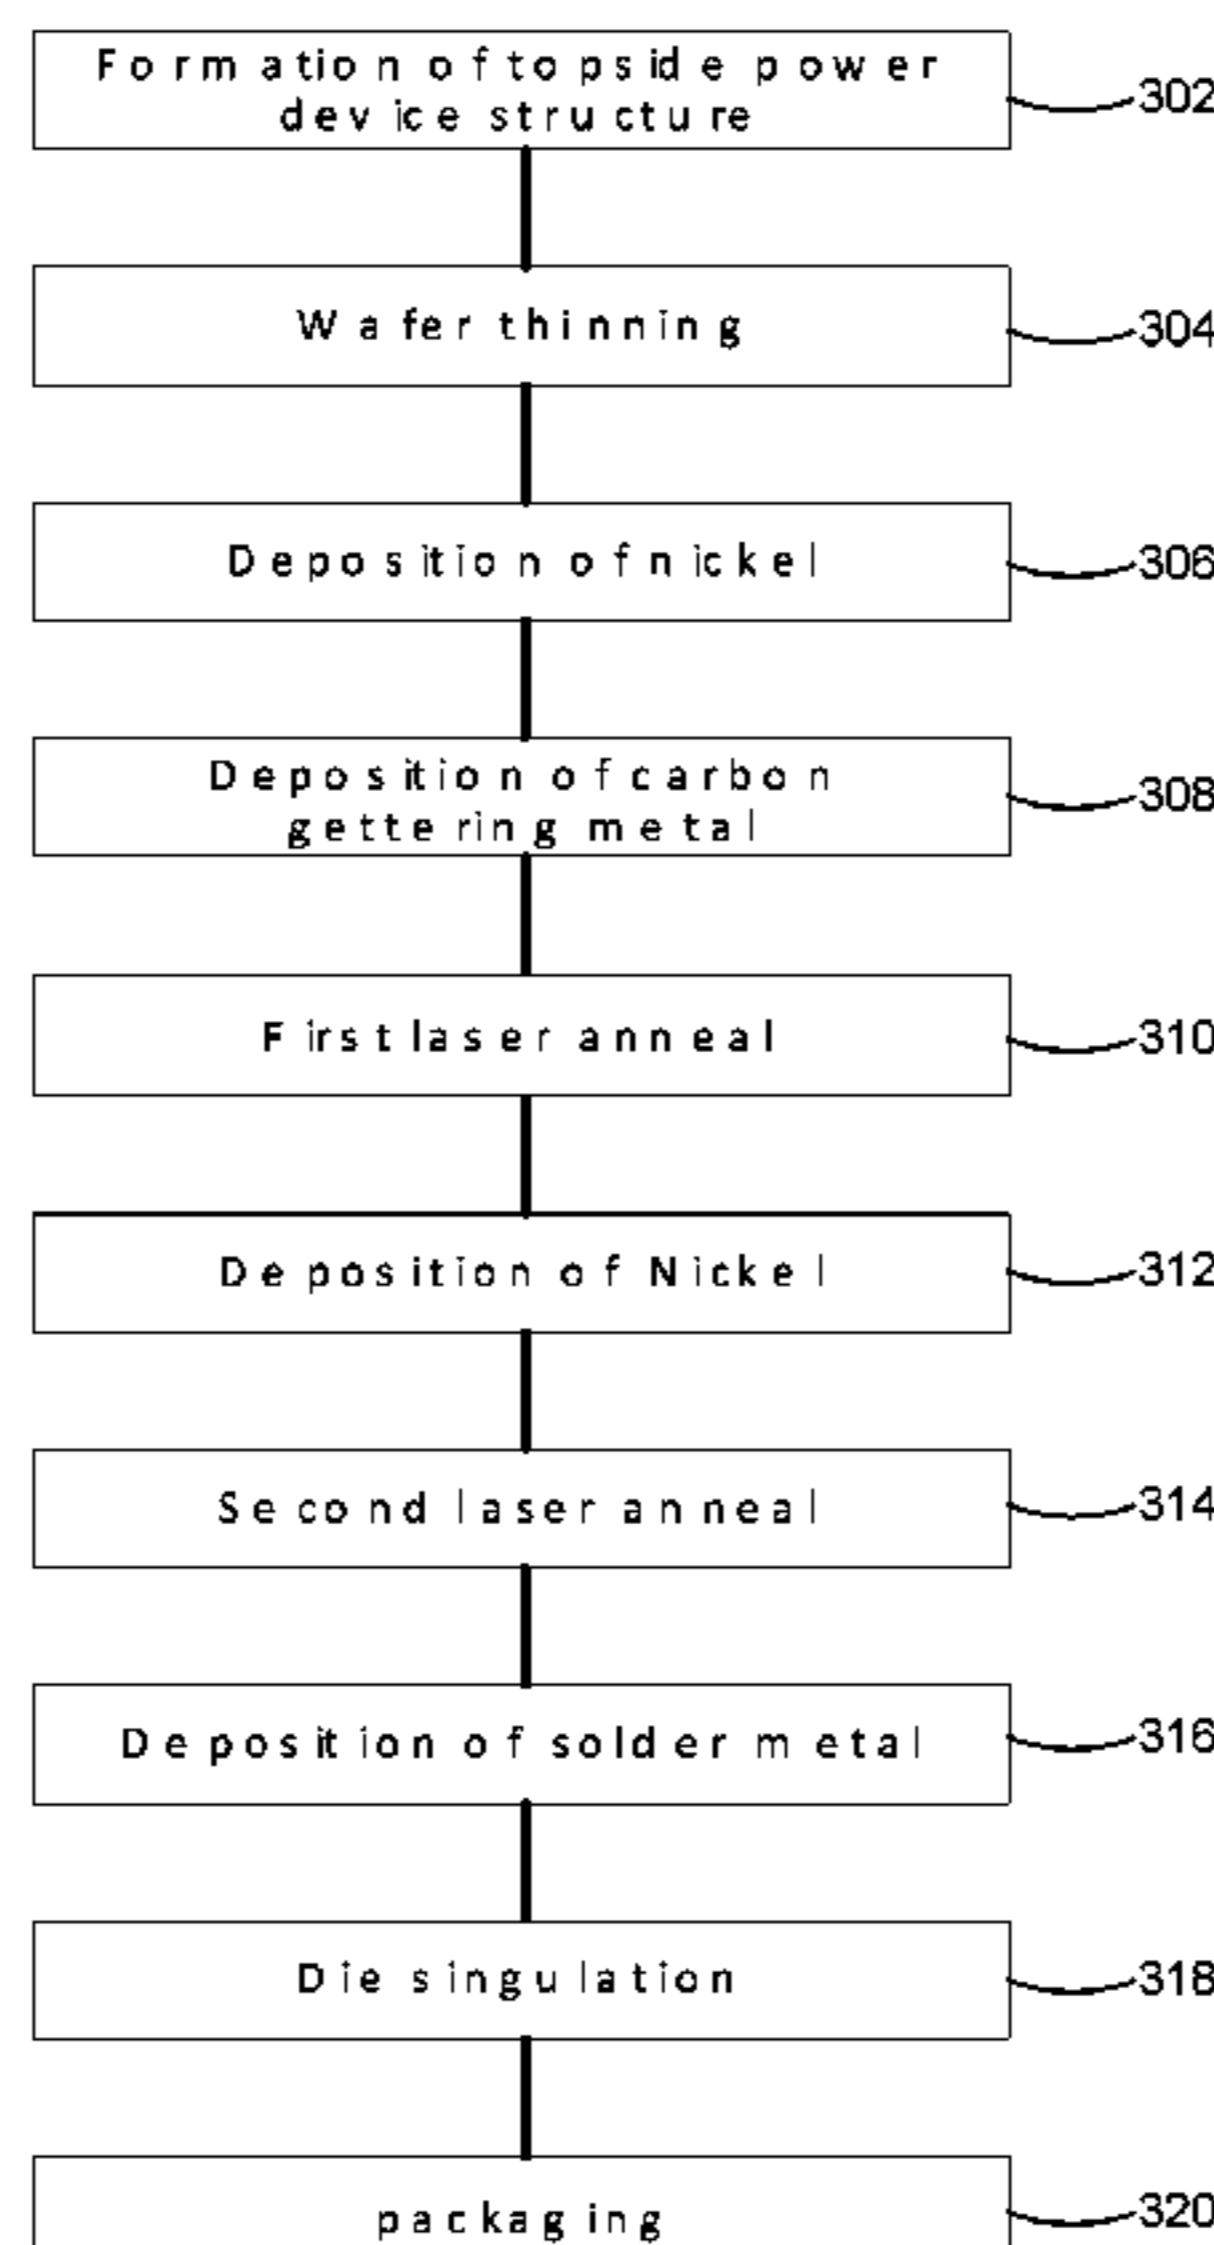 Formation of topside power
device structure
302
Wafer thinning
304
Deposition of nickel
306
Deposition of carbon
gettering metal
308
First laser anneal
310
Deposition of Nickel
312
Second laser anneal
314
Deposition of solder metal
316
Die singulation
318
packaging
320